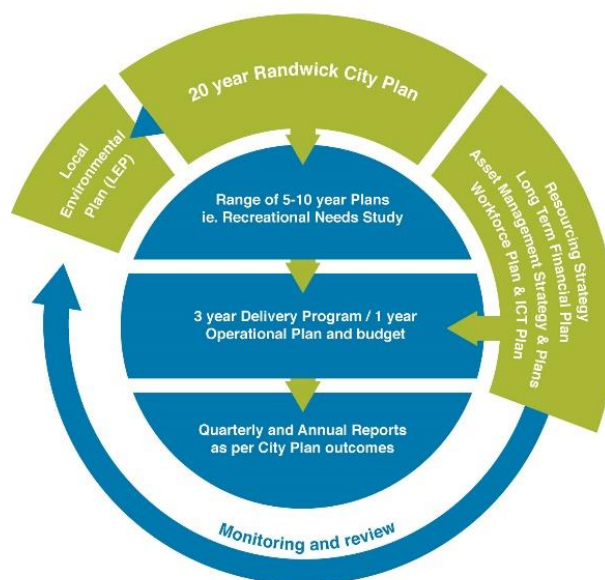 20 year Randwick City Plan
Local
Environmental
Plan (LEP)
Resourcing Strategy
Long Term Financial Plan
Asset Management Strategy & Plans
Workforce Plan & ICT Plan
Range of 5-10 year Plans
ie. Recreational Needs Study
3 year Delivery Program / 1 year
Operational Plan and budget
Quarterly and Annual Reports
as per City Plan outcomes
Monitoring and review